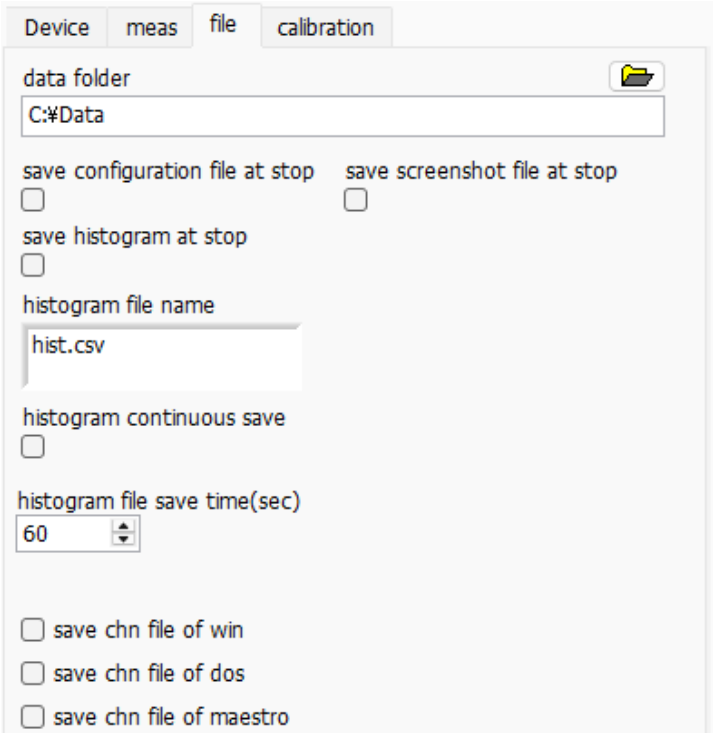 Device meas file calibration
data folder
C:¥Data
save configuration file at stop save screenshot file at stop
save histogram at stop
histogram file name
hist.csv
histogram continuous save
histogram file save time(sec)
60
save chn file of win
save chn file of dos
save chn file of maestro